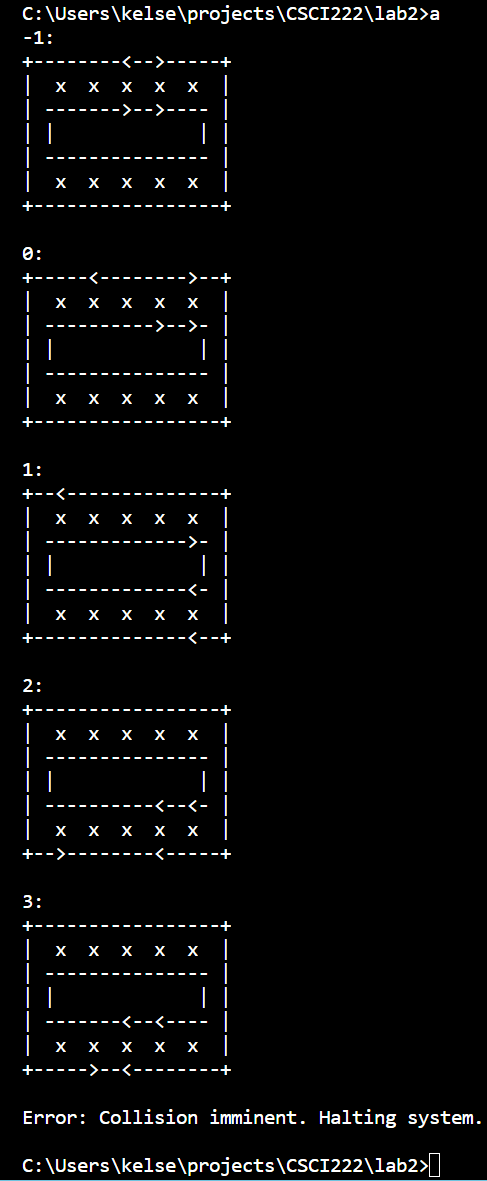 C:\Users\kelse\projects\CSCI222\lab2>a
-1:
+--------<-->-----+
|  x  x  x  x  x  |
| ------->-->---- |
| |             | |
| --------------- |
|  x  x  x  x  x  |
+-----------------+

0:
+-----<-------->--+
|  x  x  x  x  x  |
| ---------->-->- |
| |             | |
| --------------- |
|  x  x  x  x  x  |
+-----------------+

1:
+--<--------------+
|  x  x  x  x  x  |
| ------------->- |
| |             | |
| -------------<- |
|  x  x  x  x  x  |
+--------------<--+

2:
+-----------------+
|  x  x  x  x  x  |
| --------------- |
| |             | |
| ----------<--<- |
|  x  x  x  x  x  |
+-->--------<-----+

3:
+-----------------+
|  x  x  x  x  x  |
| --------------- |
| |             | |
| -------<--<---- |
|  x  x  x  x  x  |
+----->--<--------+

Error: Collision imminent. Halting system.

C:\Users\kelse\projects\CSCI222\lab2>